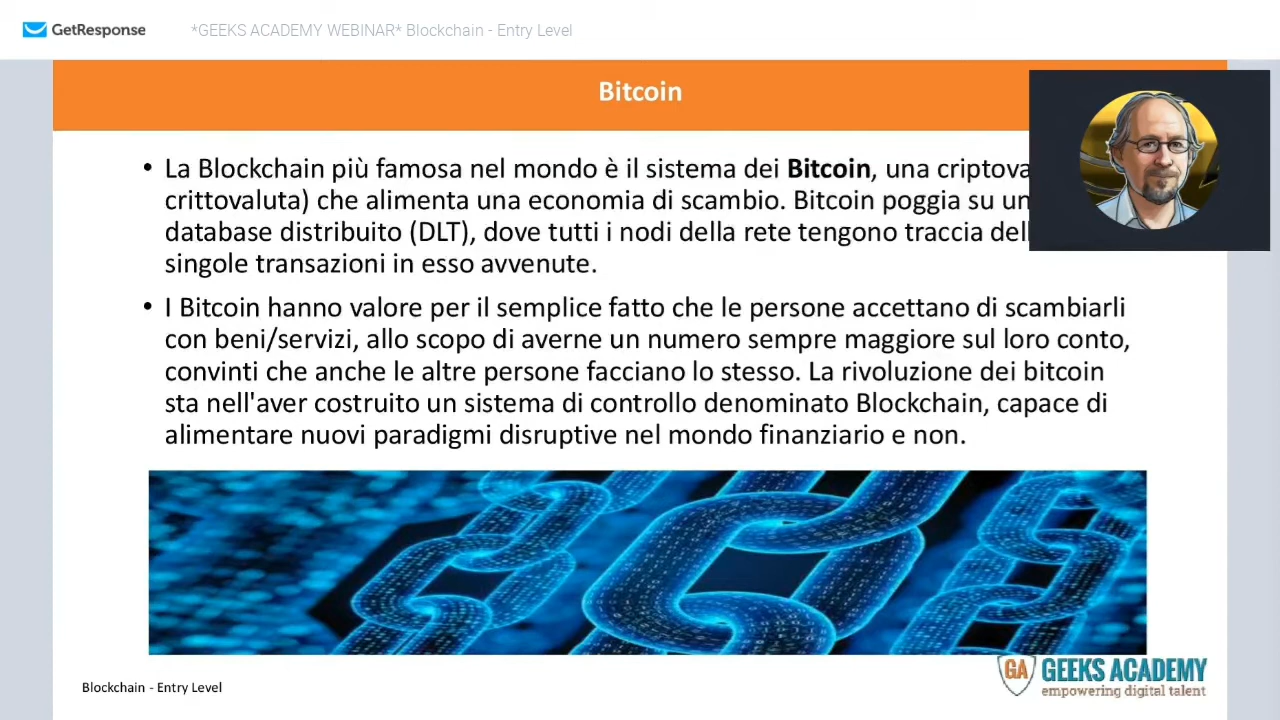 GetResponse
*GEEKS ACADEMY WEBINAR* Blockchain - Entry Level
Bitcoin
• La Blockchain più famosa nel mondo è il sistema dei Bitcoin, una
crittovaluta) che alimenta una economia di scambio. Bitcoin poggia su
database distribuito (DLT), dove tutti i nodi della rete tengono traccia
singole transazioni in esso avvenute.
• I Bitcoin hanno valore per il semplice fatto che le persone accettano di scambiarli
con beni/servizi, allo scopo di averne un numero sempre maggiore sul loro conto,
convinti che anche le altre persone facciano lo stesso. La rivoluzione dei bitcoin
sta nell'aver costruito un sistema di controllo denominato Blockchain, capace di
alimentare nuovi paradigmi disruptive nel mondo finanziario e non.
Blockchain - Entry Level
GA GEEKS ACADEMY
empowering digital talent